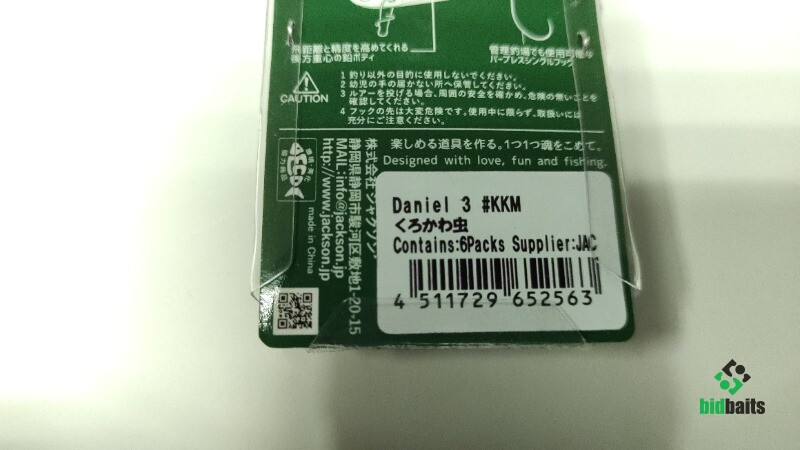 飛距離と精度を高めてくれる
後方重心の鉛ボディ
管理釣場でも使用可能な
バーブレスシングルフック
CAUTION
1 釣り以外の目的に使用しないでください。
2 幼児の手の届かない所へ保管してください。
3 ルアーを投げる場合、周囲の安全を確かめ、危険の無いことを
確認してください。
4 フックの先は大変危険です。使用中に限らず、取扱いには
充分にご注意ください。
楽しめる道具を作る。1つ1つ魂をこめて。
Designed with love, fun and fishing.
株式会社 ジャクソン
静岡県静岡市駿河区敷地1-20-15
MAIL:info@jackson.jp
http://www.jackson.jp
made in China
Daniel 3 #KKM
くろかわ虫
Contains:6Packs Supplier:JAC
4 511729 652563
bidbaits